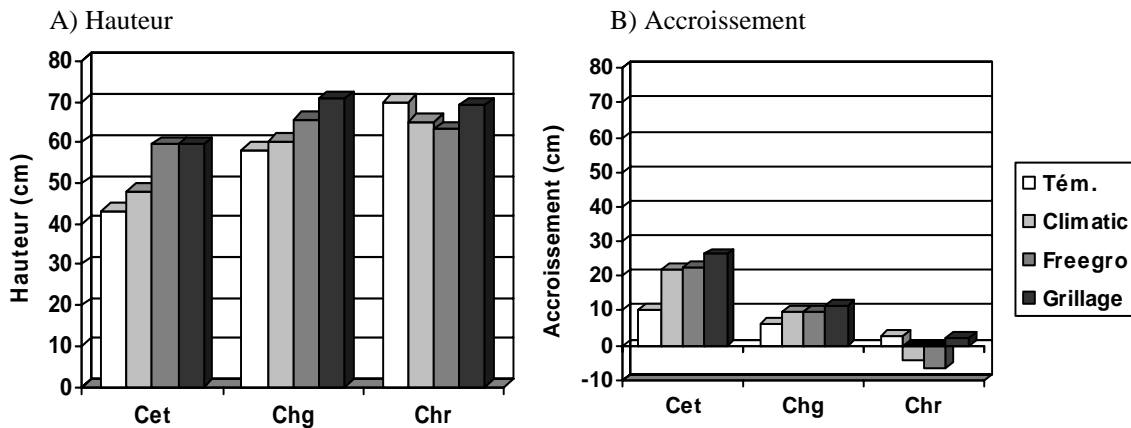 A) Hauteur
B) Accroissement
Hauteur (cm)
80
70
60
50
40
30
20
10
0
Cet
Chg
Chr
Accroissement (cm)
80
70
60
50
40
30
20
10
0
-10
Cet
Chg
Chr
Tém.
Climatic
Freegro
Grillage